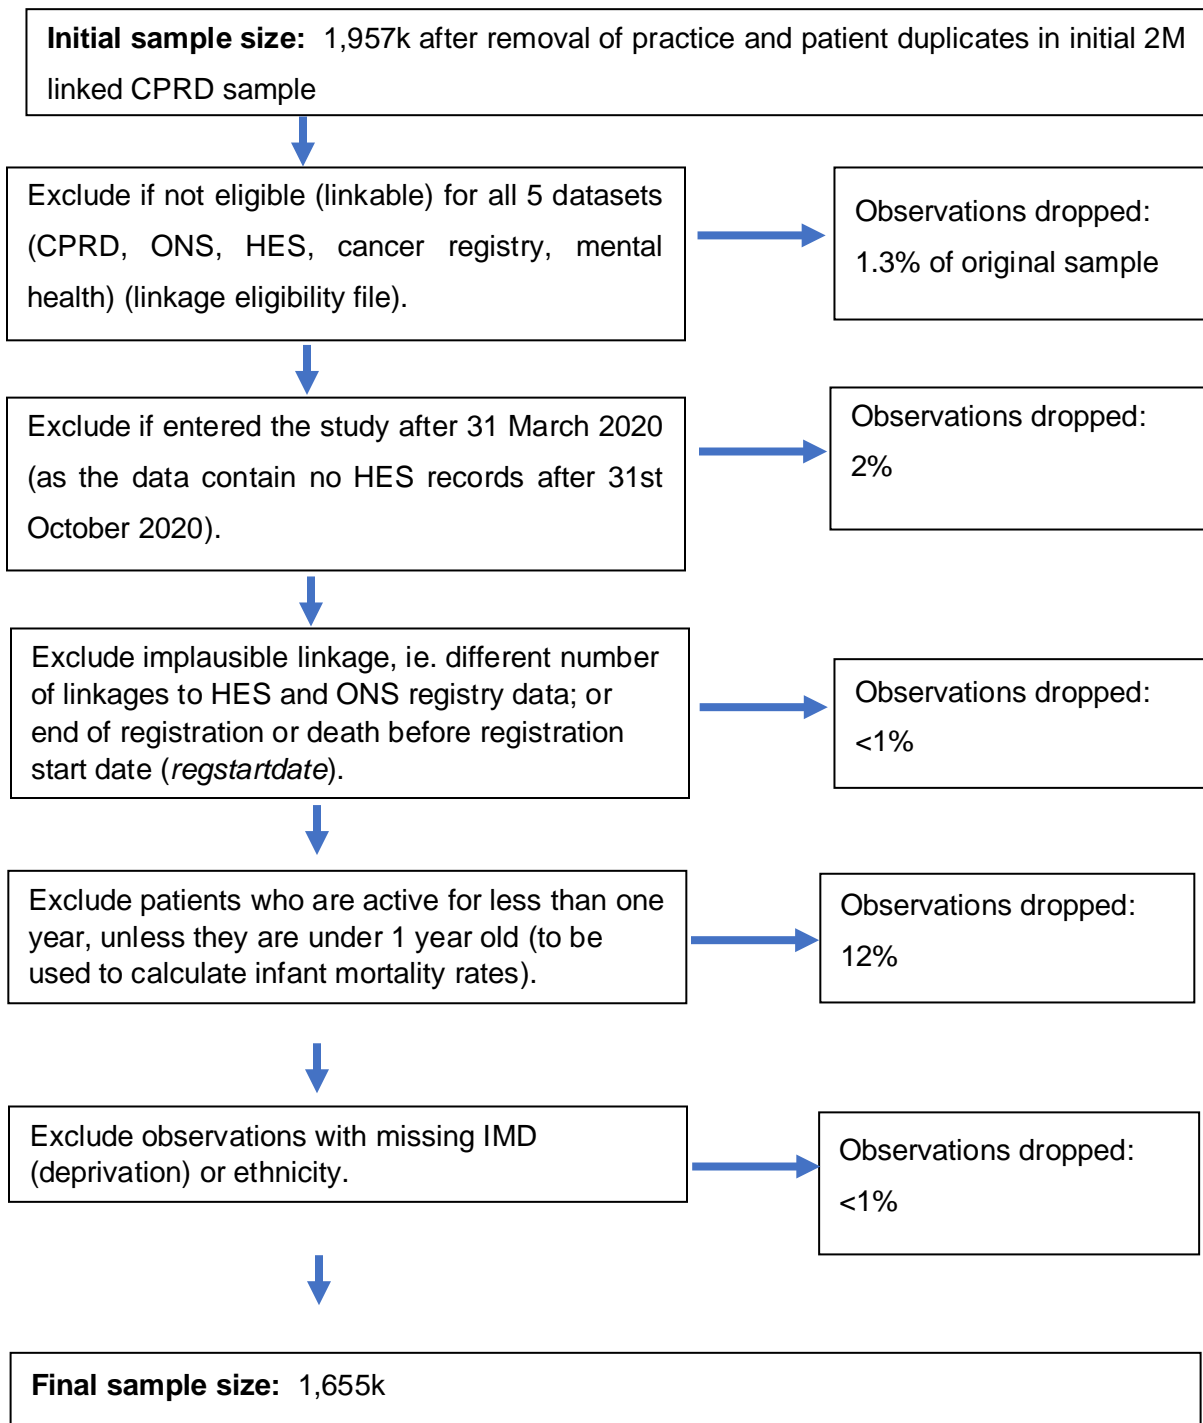 Initial sample size: 1,957k after removal of practice and patient duplicates in initial 2M
linked CPRD sample
Exclude if not eligible (linkable) for all 5 datasets
(CPRD, ONS, HES, cancer registry, mental
health) (linkage eligibility file).
Observations dropped:
1.3% of original sample
Exclude if entered the study after 31 March 2020
(as the data contain no HES records after 31st
October 2020).
Observations dropped:
2%
Exclude implausible linkage, ie. different number
of linkages to HES and ONS registry data; or
end of registration or death before registration
start date (regstartdate).
Observations dropped:
<1%
Exclude patients who are active for less than one
year, unless they are under 1 year old (to be
used to calculate infant mortality rates).
Observations dropped:
12%
Exclude observations with missing IMD
(deprivation) or ethnicity.
Observations dropped:
<1%
Final sample size: 1,655k